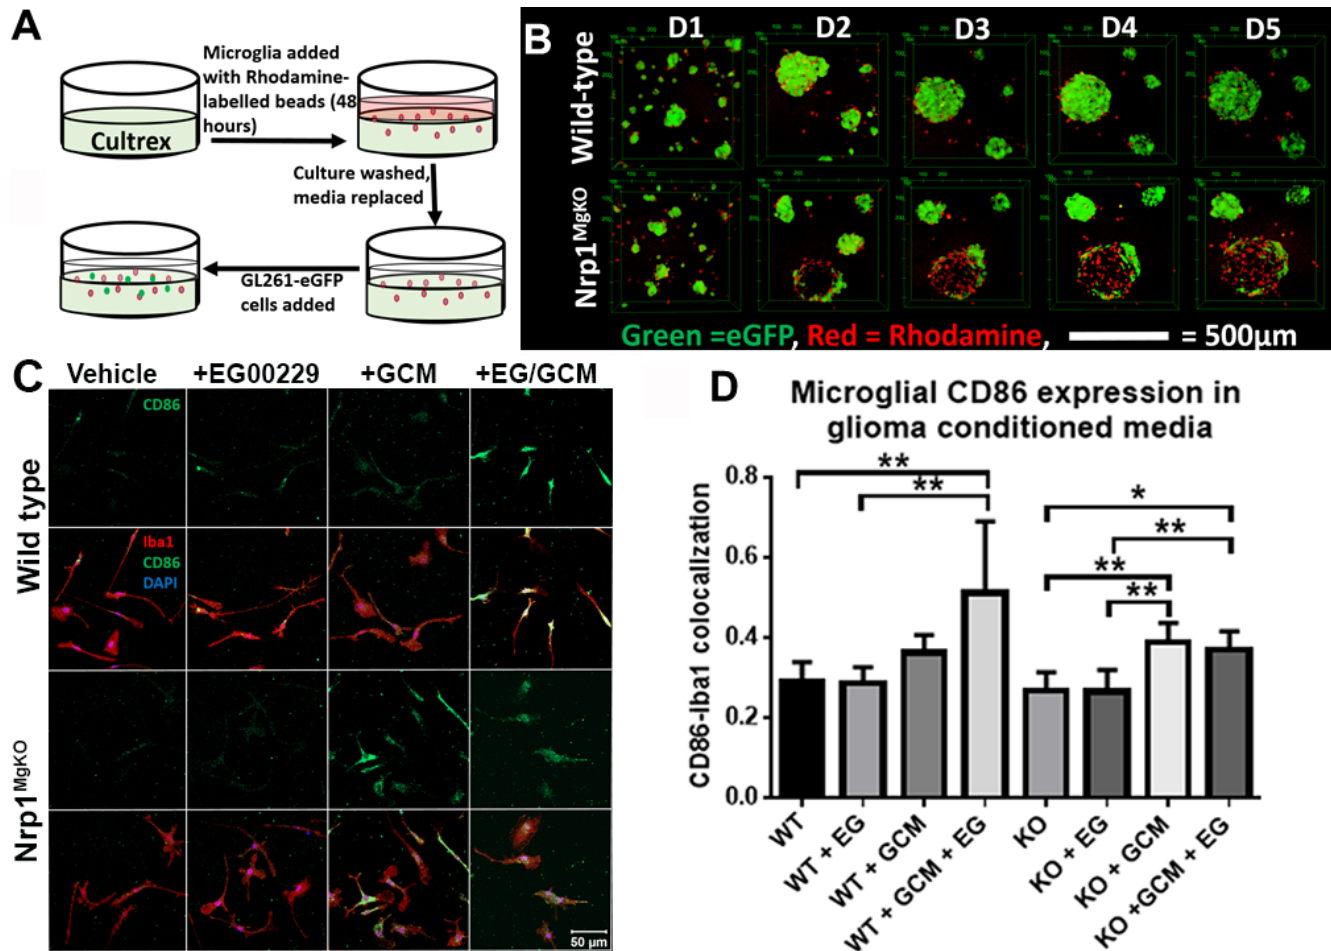 A
Microglia added
with Rhodamine-
labelled beads (48
hours)
Cultrex
Culture washed,
media replaced
GL261-eGFP
cells added
B
D1 D2 D3 D4 D5
Wild-type
Nrp1MgKO
Green =eGFP, Red = Rhodamine, = 500µm
C
Vehicle +EG00229 +GCM +EG/GCM
Wild type
CD86
Iba1
CD86
DAPI
Nrp1MgKO
50 µm
D
Microglial CD86 expression in
glioma conditioned media
CD86-Iba1 colocalization
0.8
0.6
0.4
0.2
0.0
** ** * ** ** **
WT
WT + EG
WT + GCM
WT + GCM + EG
KO
KO + EG
KO + GCM
KO +GCM + EG